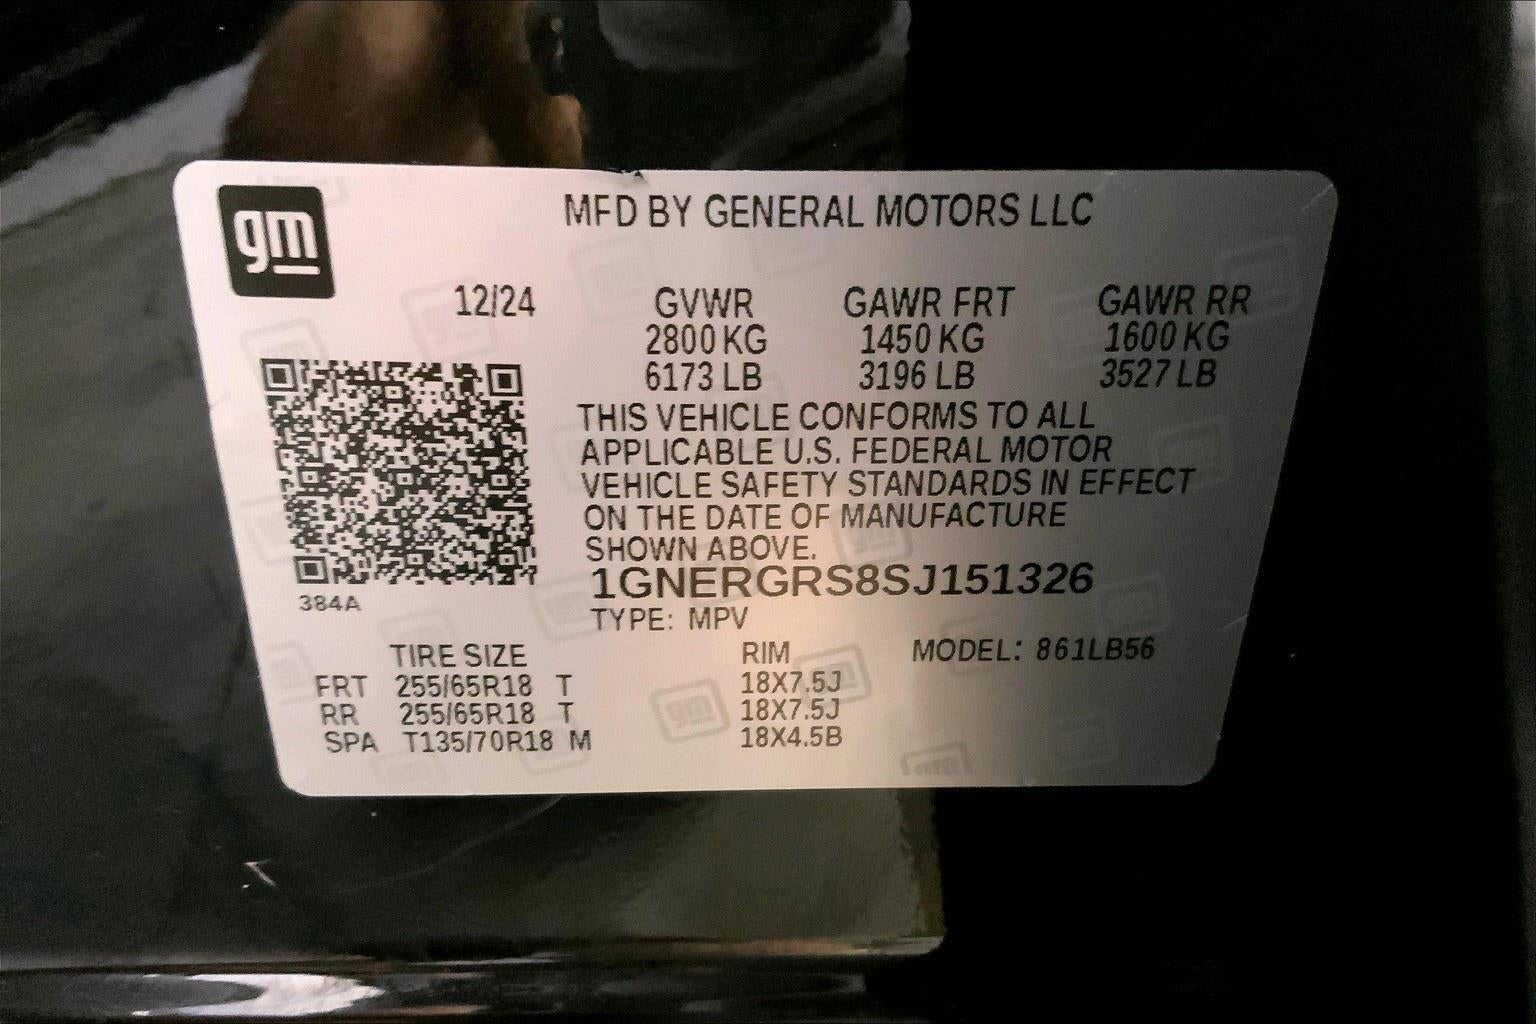 gm
MFD BY GENERAL MOTORS LLC
12/24 GVWR GAWR FRT GAWR RR
2800 KG 1450 KG 1600 KG
6173 LB 3196 LB 3527 LB
THIS VEHICLE CONFORMS TO ALL
APPLICABLE U.S. FEDERAL MOTOR
VEHICLE SAFETY STANDARDS IN EFFECT
ON THE DATE OF MANUFACTURE
SHOWN ABOVE.
1GNERGRS8SJ151326
384A
TYPE: MPV
TIRE SIZE RIM MODEL: 861LB56
FRT 255/65R18 T 18X7.5J
RR 255/65R18 T 18X7.5J
SPA T135/70R18 M 18X4.5B